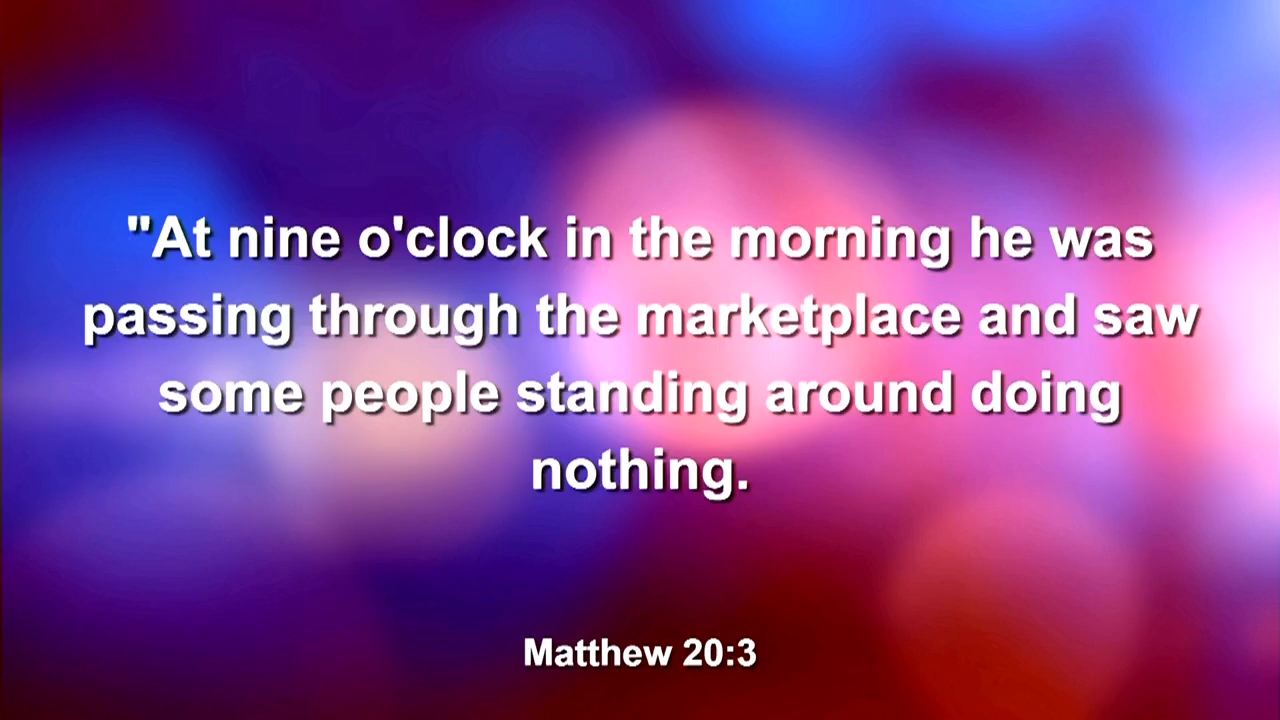 "At nine o'clock in the morning he was
passing through the marketplace and saw
some people standing around doing
nothing.
Matthew 20:3